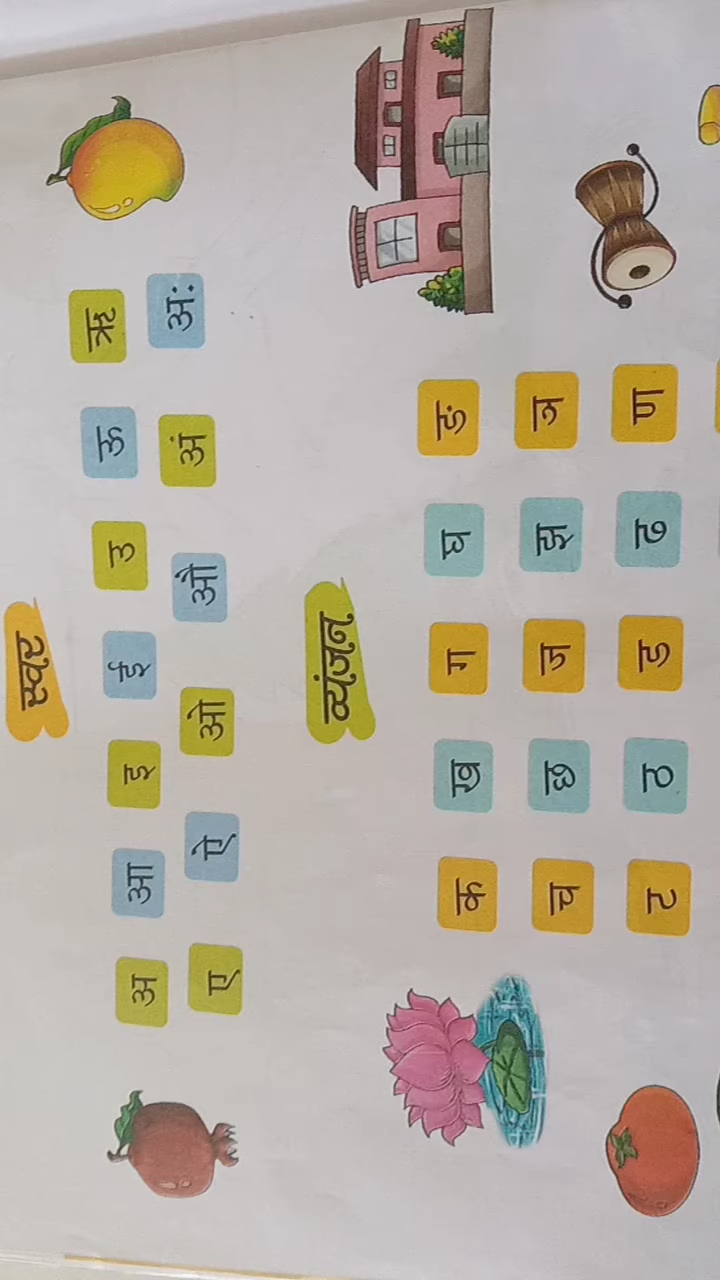 स्वर
अ आ इ ई उ ऊ ऋ
ए ऐ ओ औ अं अः
व्यंजन
क ख ग घ ङ
च छ ज झ ञ
ट ठ ड ढ ण